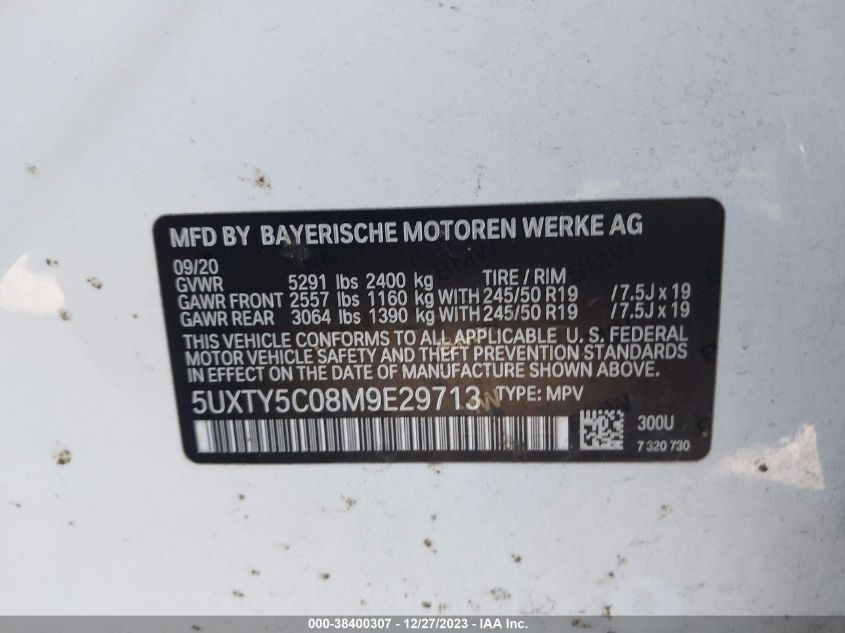 MFD BY BAYERISCHE MOTOREN WERKE AG
09/20
GVWR 5291 lbs 2400 kg TIRE / RIM
GAWR FRONT 2557 lbs 1160 kg WITH 245/50 R19 /7.5J x 19
GAWR REAR 3064 lbs 1390 kg WITH 245/50 R19 /7.5J x 19
THIS VEHICLE CONFORMS TO ALL APPLICABLE U. S. FEDERAL
MOTOR VEHICLE SAFETY AND THEFT PREVENTION STANDARDS
IN EFFECT ON THE DATE OF MANUFACTURE SHOWN ABOVE.
5UXTY5C08M9E29713 TYPE: MPV
300U
7 320 730
000-38400307 - 12/27/2023 - IAAI.com